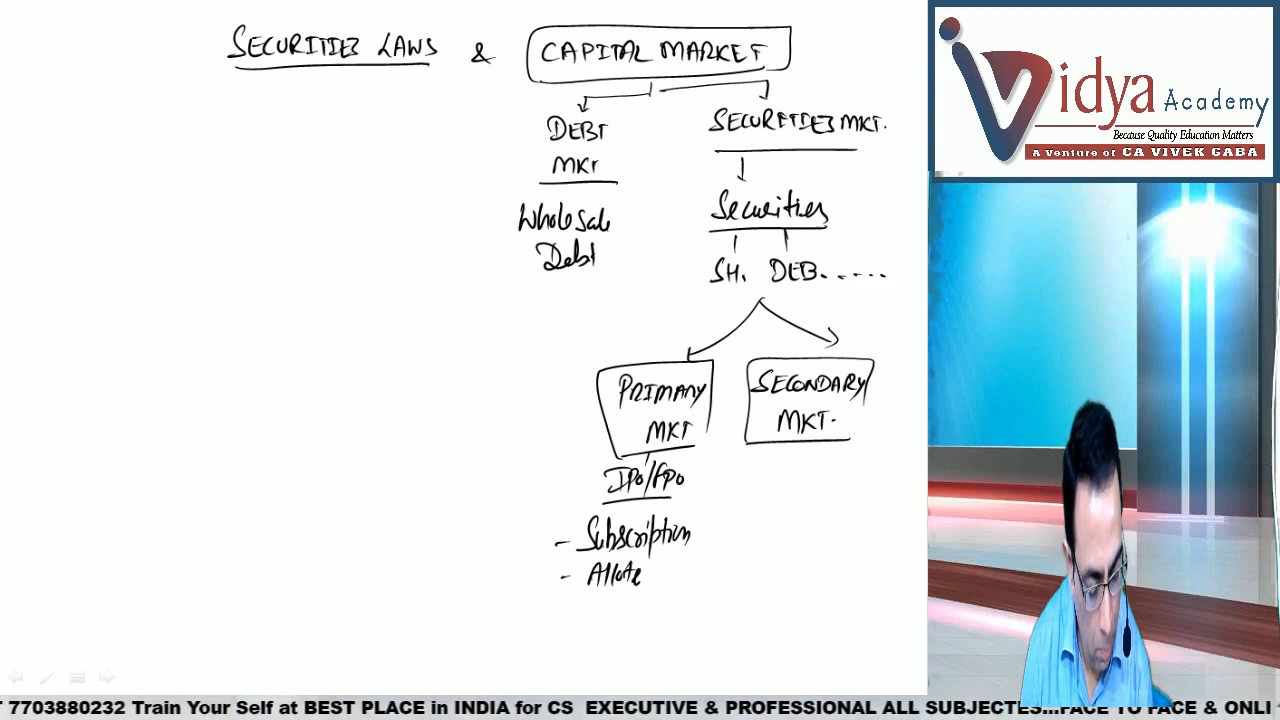 SECURITIES LAWS & CAPITAL MARKET
DEBT
MKT
SECURITIES MKT.
Wholesale
Debt
Securities
SH. DEB. ......
PRIMARY
MKT
SECONDARY
MKT.
IPO/FPO
- Subscription
- Allote
Vidya Academy
Because Quality Education Matters
A Venture of CA VIVEK GABA
7703880232 Train Your Self at BEST PLACE in INDIA for CS EXECUTIVE & PROFESSIONAL ALL SUBJECTES...FACE TO FACE & ONLI